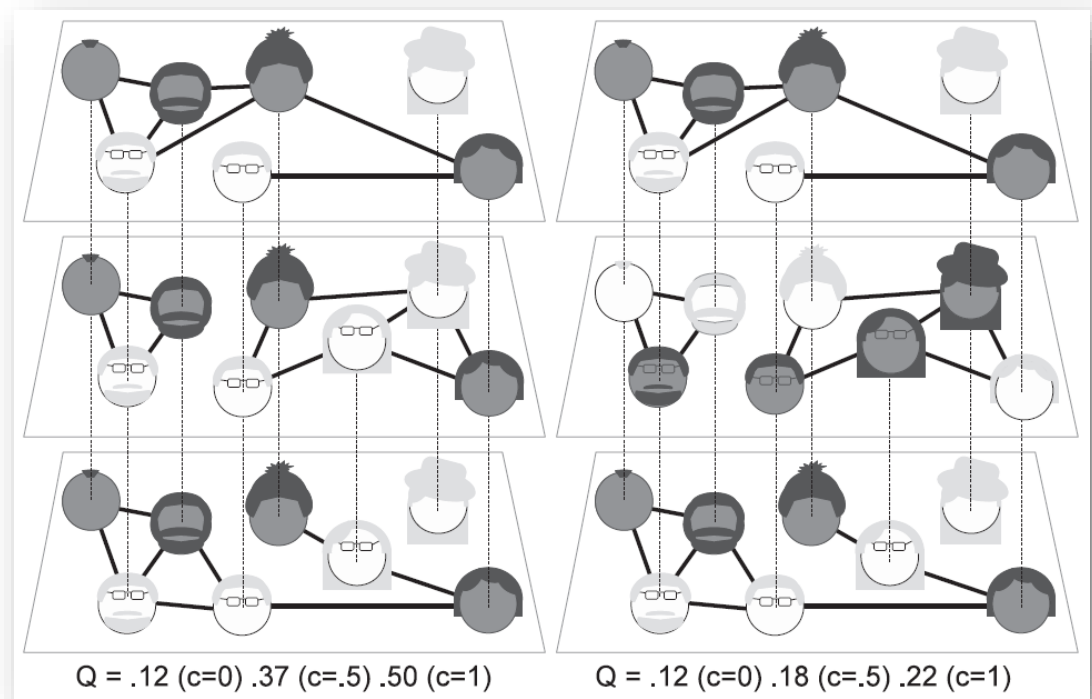 Q = .12 (c=0) .37 (c=.5) .50 (c=1)
Q = .12 (c=0) .18 (c=.5) .22 (c=1)